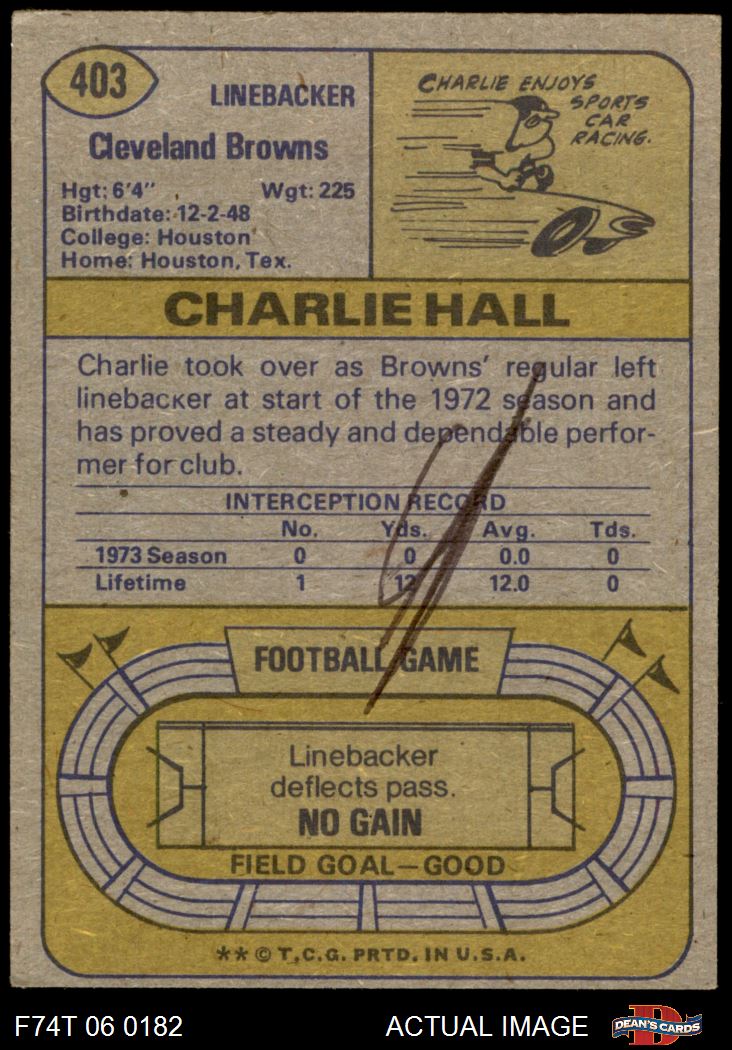 403
LINEBACKER
Cleveland Browns
Hgt: 6'4" Wgt: 225
Birthdate: 12-2-48
College: Houston
Home: Houston, Tex.
CHARLIE ENJOYS
SPORTS
CAR
RACING.
CHARLIE HALL
Charlie took over as Browns' regular left
linebacker at start of the 1972 season and
has proved a steady and dependable perfor-
mer for club.
INTERCEPTION RECORD
No. Yds. Avg. Tds.
1973 Season 0 0 0.0 0
Lifetime 1 12 12.0 0
FOOTBALL GAME
Linebacker
deflects pass.
NO GAIN
FIELD GOAL—GOOD
** © T.C.G. PRTD. IN U.S.A.
F74T 06 0182 ACTUAL IMAGE
DEAN'S CARDS